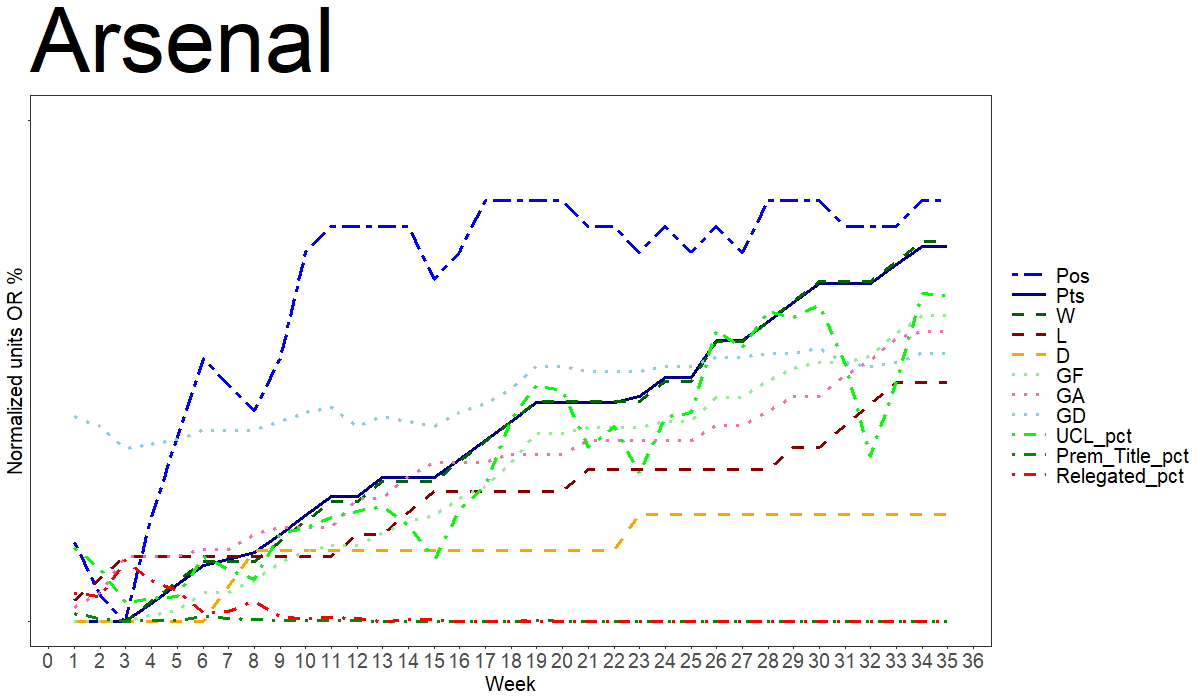 Arsenal
Normalized units OR %
Pos
Pts
W
L
D
GF
GA
GD
UCL_pct
Prem_Title_pct
Relegated_pct
0 1 2 3 4 5 6 7 8 9 10 11 12 13 14 15 16 17 18 19 20 21 22 23 24 25 26 27 28 29 30 31 32 33 34 35 36
Week